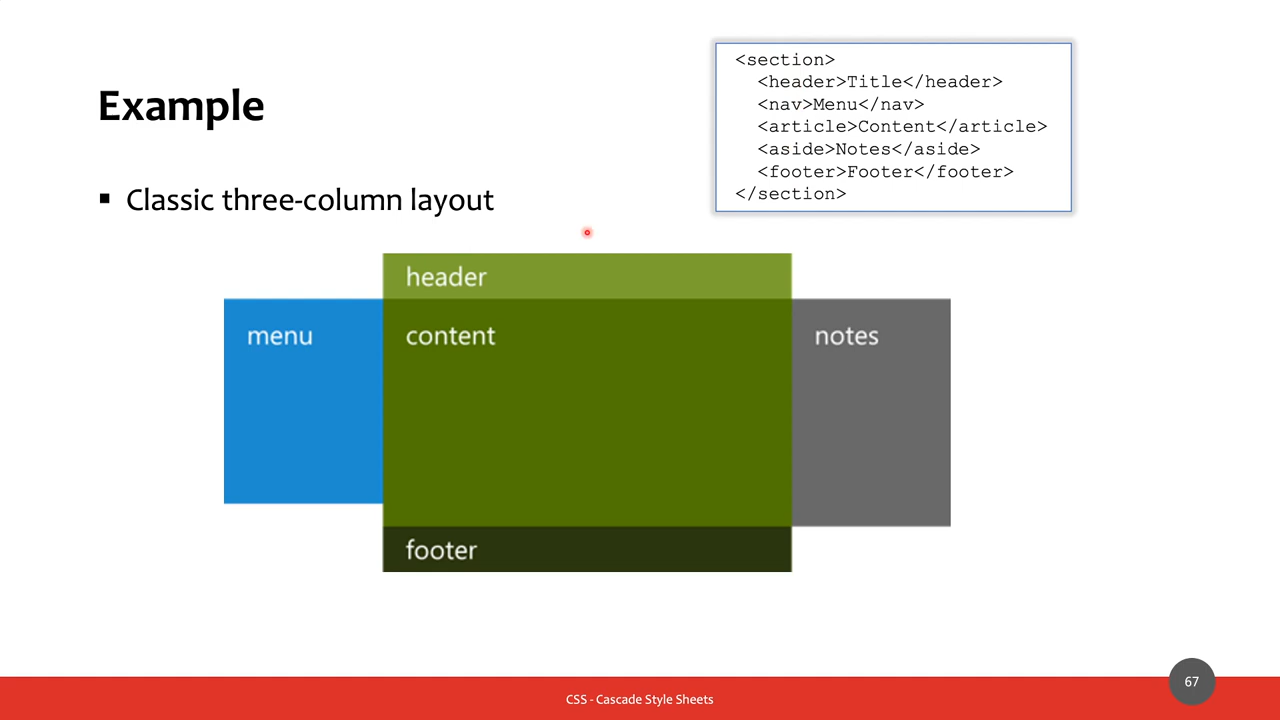 Example
▪ Classic three-column layout
<section>
  <header>Title</header>
  <nav>Menu</nav>
  <article>Content</article>
  <aside>Notes</aside>
  <footer>Footer</footer>
</section>
header
menu
content
notes
footer
CSS - Cascade Style Sheets
67